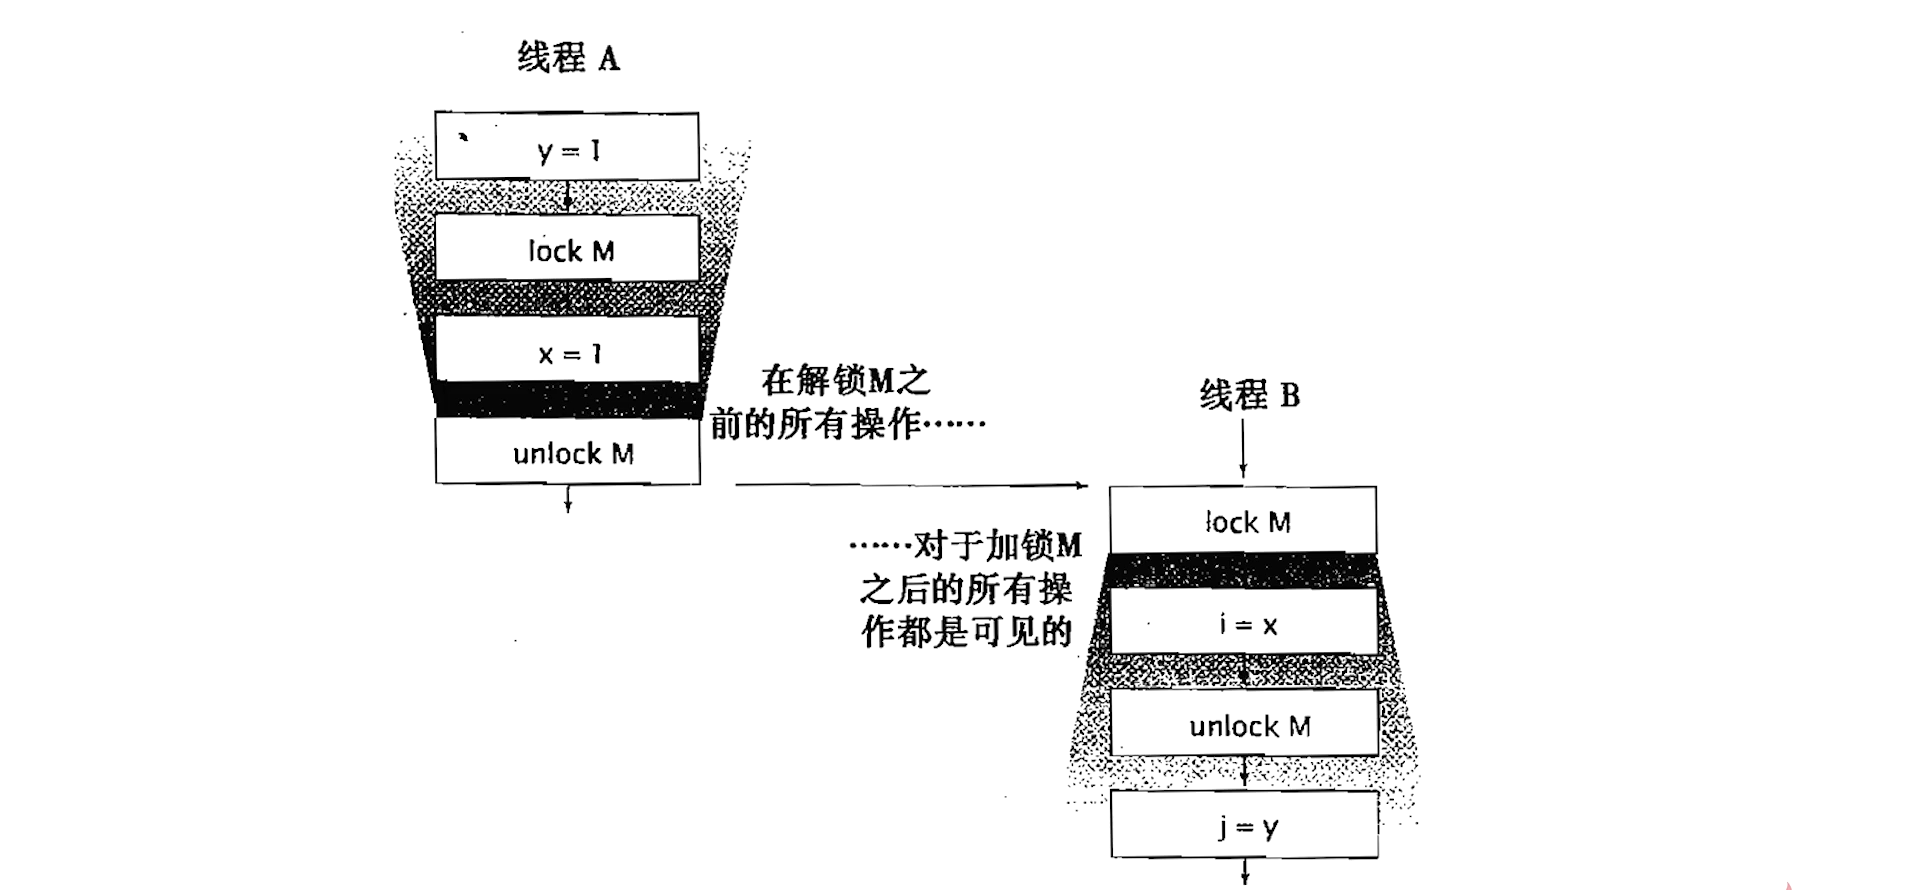 线程 A
y = 1
lock M
x = 1
unlock M
在解锁M之
前的所有操作……
线程 B
lock M
……对于加锁M
之后的所有操
作都是可见的
i = x
unlock M
j = y